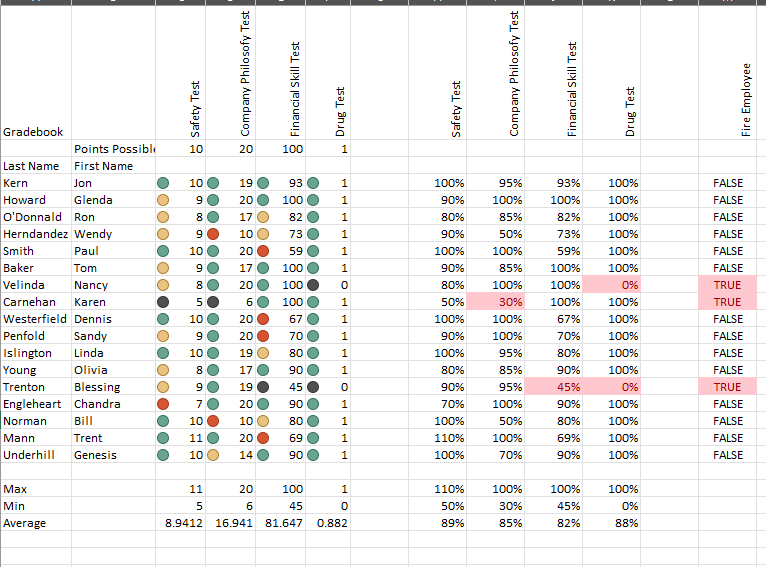 Gradebook Safety Test Company Philosofy Test Financial Skill Test Drug Test Safety Test Company Philosofy Test Financial Skill Test Drug Test Fire Employee
Points Possible 10 20 100 1
Last Name First Name
Kern Jon 10 19 93 1 100% 95% 93% 100% FALSE
Howard Glenda 9 20 100 1 90% 100% 100% 100% FALSE
O'Donnald Ron 8 17 82 1 80% 85% 82% 100% FALSE
Herndandez Wendy 9 10 73 1 90% 50% 73% 100% FALSE
Smith Paul 10 20 59 1 100% 100% 59% 100% FALSE
Baker Tom 9 17 100 1 90% 85% 100% 100% FALSE
Velinda Nancy 8 20 100 0 80% 100% 100% 0% TRUE
Carnehan Karen 5 6 100 1 50% 30% 100% 100% TRUE
Westerfield Dennis 10 20 67 1 100% 100% 67% 100% FALSE
Penfold Sandy 9 20 70 1 90% 100% 70% 100% FALSE
Islington Linda 10 19 80 1 100% 95% 80% 100% FALSE
Young Olivia 8 17 90 1 80% 85% 90% 100% FALSE
Trenton Blessing 9 19 45 0 90% 95% 45% 0% TRUE
Engleheart Chandra 7 20 90 1 70% 100% 90% 100% FALSE
Norman Bill 10 10 80 1 100% 50% 80% 100% FALSE
Mann Trent 11 20 69 1 110% 100% 69% 100% FALSE
Underhill Genesis 10 14 90 1 100% 70% 90% 100% FALSE
Max 11 20 100 1 110% 100% 100% 100%
Min 5 6 45 0 50% 30% 45% 0%
Average 8.9412 16.941 81.647 0.882 89% 85% 82% 88%